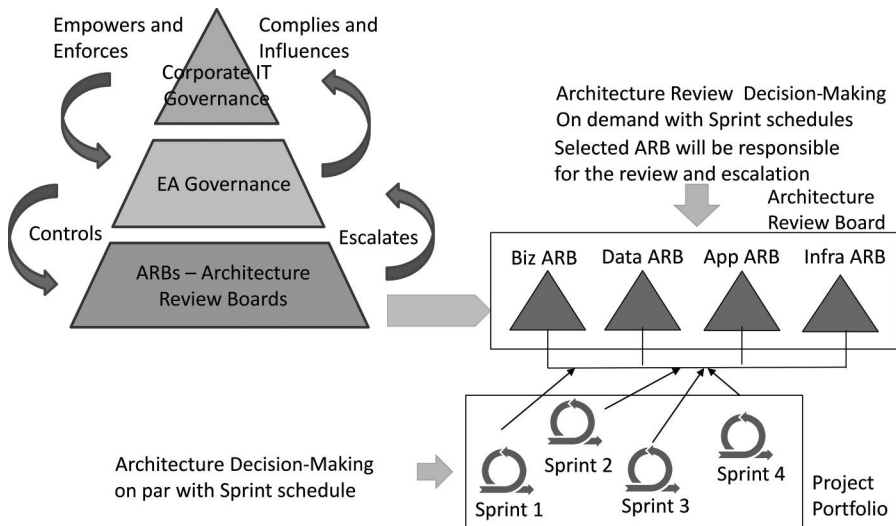 Empowers and
Enforces
Complies and
Influences
Corporate IT
Governance
EA Governance
Controls
Escalates
ARBs – Architecture
Review Boards
Architecture Review Decision-Making
On demand with Sprint schedules
Selected ARB will be responsible
for the review and escalation
Architecture
Review Board
Biz ARB
Data ARB
App ARB
Infra ARB
Architecture Decision-Making
on par with Sprint schedule
Sprint 1
Sprint 2
Sprint 3
Sprint 4
Project
Portfolio